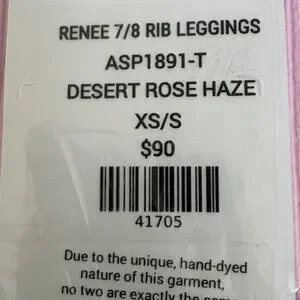 RENEE 7/8 RIB LEGGINGS
ASP1891-T
DESERT ROSE HAZE
XS/S
$90
41705
Due to the unique, hand-dyed
nature of this garment,
no two are exactly the same